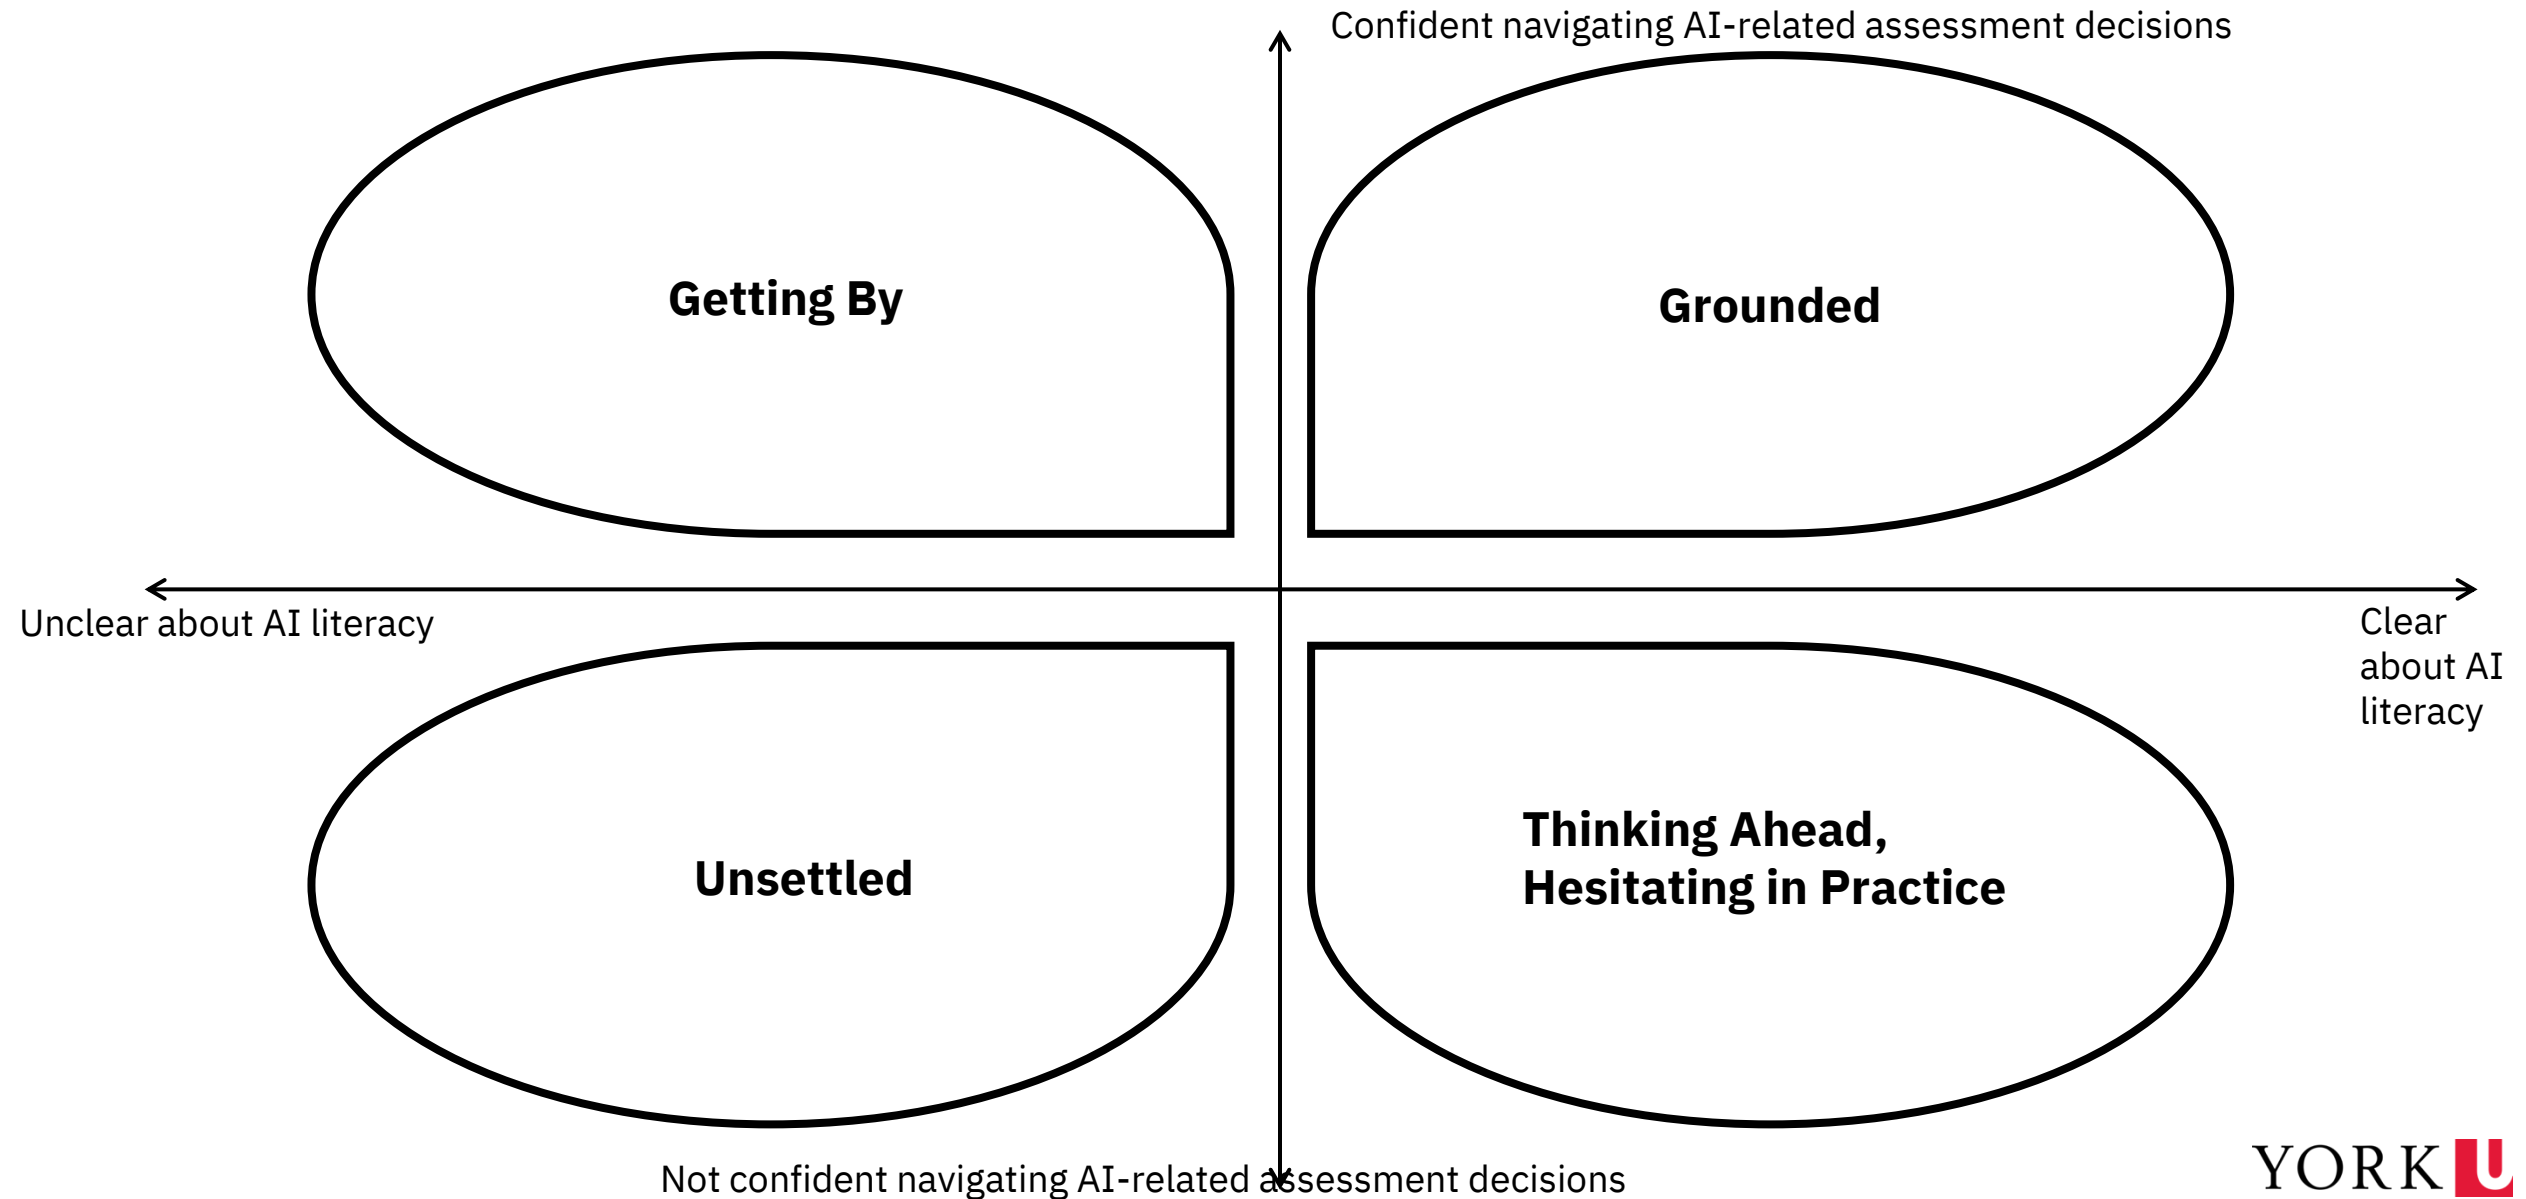 Confident navigating AI-related assessment decisions
Getting By
Grounded
Unclear about AI literacy
Clear
about AI
literacy
Unsettled
Thinking Ahead,
Hesitating in Practice
Not confident navigating AI-related assessment decisions
YORK U